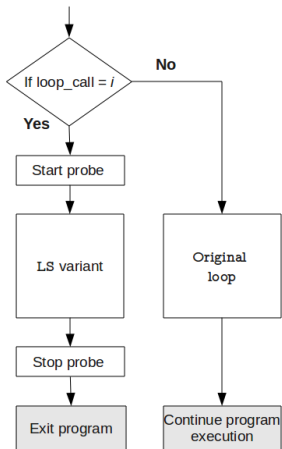 If loop_call = i
No
Yes
Start probe
LS variant
Original
loop
Stop probe
Exit program
Continue program
execution